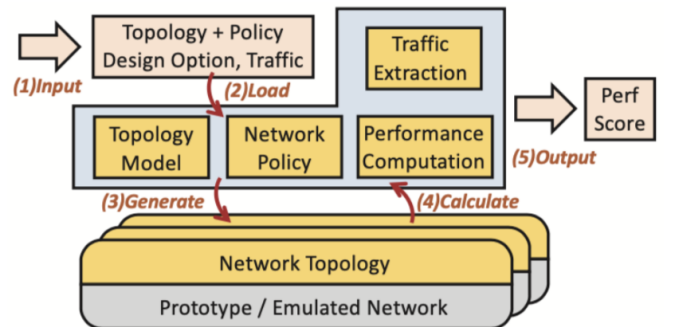 Topology + Policy
Design Option, Traffic
(1)Input
(2)Load
Traffic
Extraction
Topology
Model
Network
Policy
Performance
Computation
Perf
Score
(5)Output
(3)Generate
(4)Calculate
Network Topology
Prototype / Emulated Network